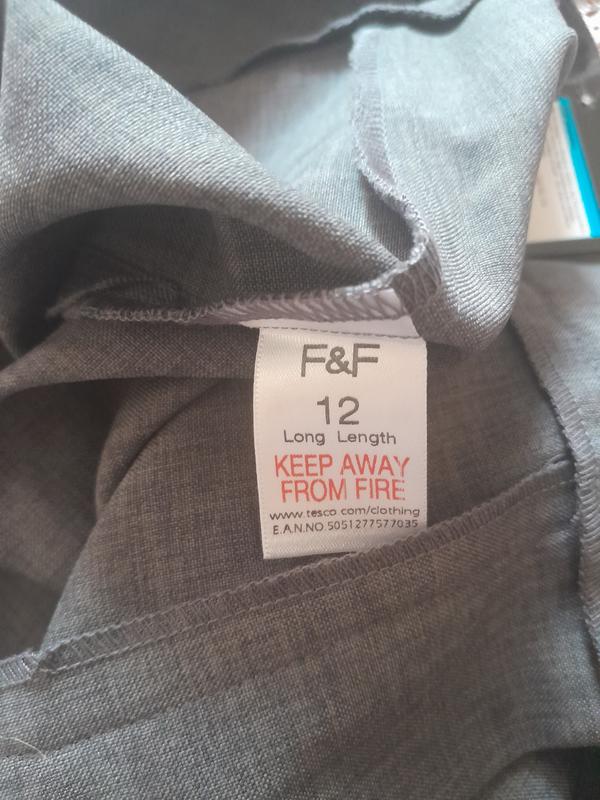 F&F
12
Long Length
KEEP AWAY
FROM FIRE
www.tesco.com/clothing
E.A.N.NO.5051277577035